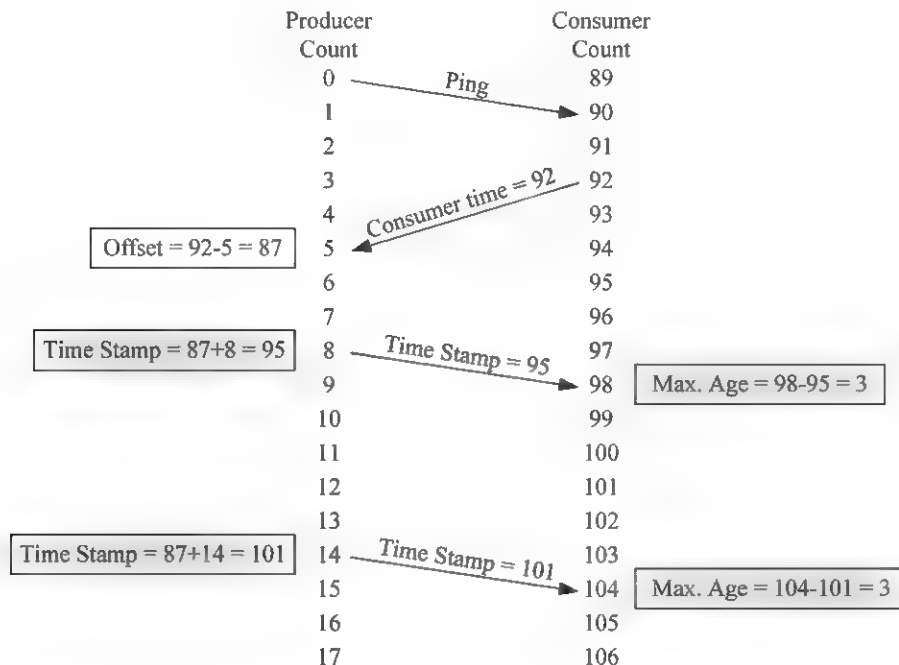 Producer Count
Consumer Count
0 89
Ping
1 90
2 91
3 92
Consumer time = 92
4 93
Offset = 92-5 = 87
5 94
6 95
7 96
Time Stamp = 87+8 = 95
8 97
Time Stamp = 95
9 98
Max. Age = 98-95 = 3
10 99
11 100
12 101
13 102
Time Stamp = 87+14 = 101
14 103
Time Stamp = 101
15 104
Max. Age = 104-101 = 3
16 105
17 106